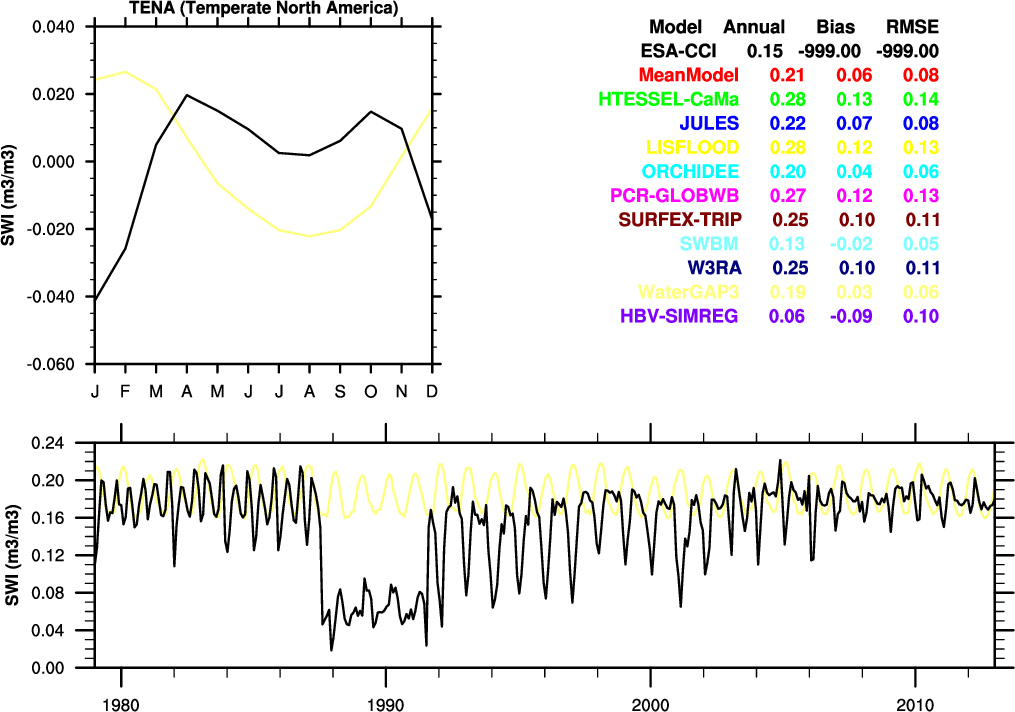 TENA (Temperate North America)
0.040
0.020
0.000
-0.020
-0.040
-0.060
SWI (m3/m3)
J F M A M J J A S O N D
Model Annual Bias RMSE
ESA-CCI 0.15 -999.00 -999.00
MeanModel 0.21 0.06 0.08
HTESSEL-CaMa 0.28 0.13 0.14
JULES 0.22 0.07 0.08
LISFLOOD 0.28 0.12 0.13
ORCHIDEE 0.20 0.04 0.06
PCR-GLOBWB 0.27 0.12 0.13
SURFEX-TRIP 0.25 0.10 0.11
SWBM 0.13 -0.02 0.05
W3RA 0.25 0.10 0.11
WaterGAP3 0.19 0.03 0.06
HBV-SIMREG 0.06 -0.09 0.10
0.24
0.20
0.16
0.12
0.08
0.04
0.00
SWI (m3/m3)
1980 1990 2000 2010